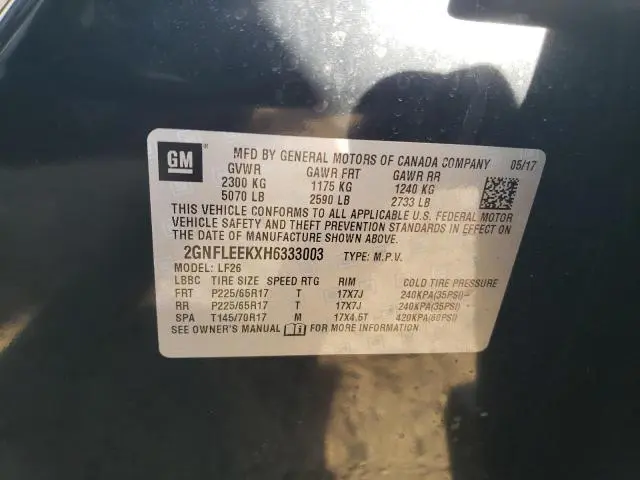 GM ® MFD BY GENERAL MOTORS OF CANADA COMPANY 05/17
GVWR GAWR FRT GAWR RR
2300 KG 1175 KG 1240 KG
5070 LB 2590 LB 2733 LB
THIS VEHICLE CONFORMS TO ALL APPLICABLE U.S. FEDERAL MOTOR
VEHICLE SAFETY AND THEFT PREVENTION STANDARDS IN EFFECT ON THE
DATE OF MANUFACTURE SHOWN ABOVE.
2GNFLEEKXH6333003 TYPE: M.P.V.
MODEL: LF26
LBBC TIRE SIZE SPEED RTG RIM COLD TIRE PRESSURE
FRT P225/65R17 T 17X7J 240KPA(35PSI)
RR P225/65R17 T 17X7J 240KPA(35PSI)
SPA T145/70R17 M 17X4.5T 420KPA(60PSI)
SEE OWNER'S MANUAL FOR MORE INFORMATION